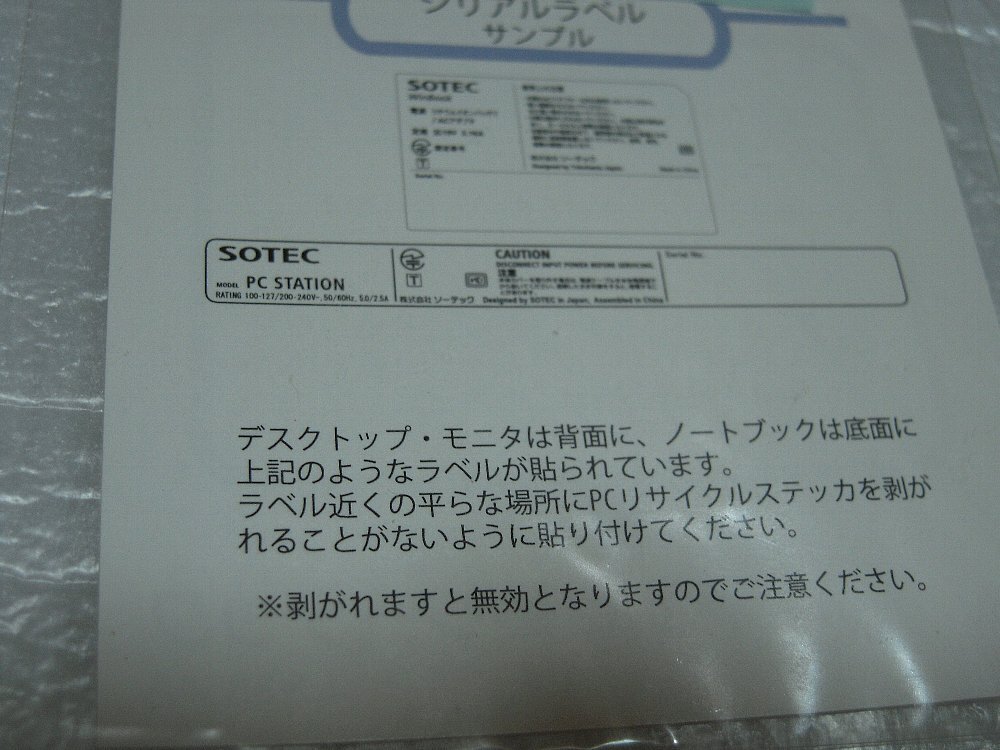 シリアルラベル
サンプル
SOTEC
WinBook
Serial No.
SOTEC
MODEL PC STATION
RATING 100-127/200-240V~, 50/60Hz, 5.0/2.5A
T
株式会社 ソーテック
CAUTION
DISCONNECT INPUT POWER BEFORE SERVICING.
注意
Designed by SOTEC in Japan, Assembled in China
Serial No.
デスクトップ・モニタは背面に、ノートブックは底面に
上記のようなラベルが貼られています。
ラベル近くの平らな場所にPCリサイクルステッカを剥が
れることがないように貼り付けてください。
※剥がれますと無効となりますのでご注意ください。